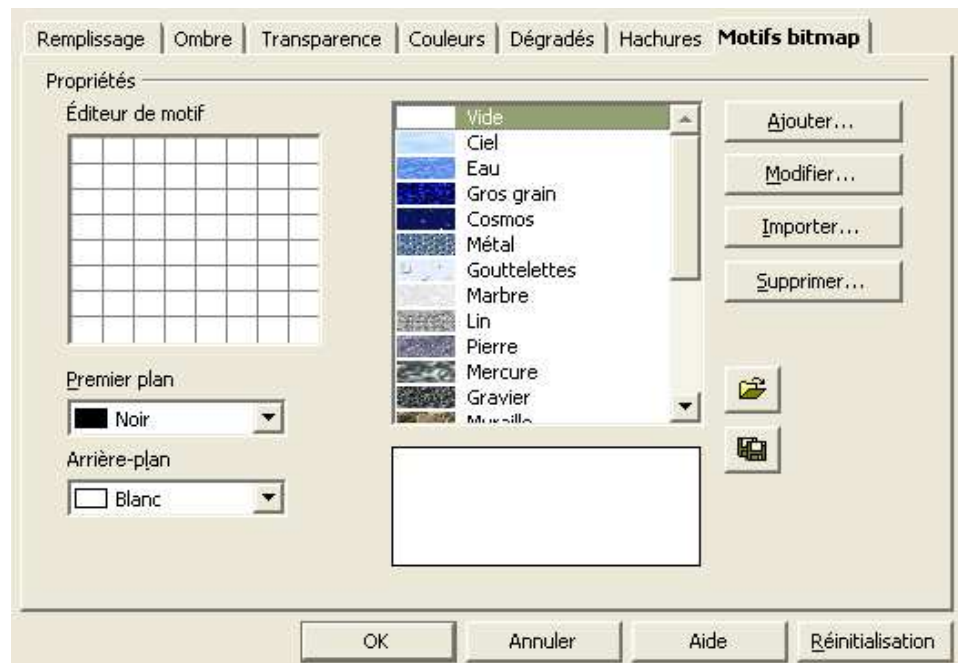 Remplissage Ombre Transparence Couleurs Dégradés Hachures Motifs bitmap
Propriétés
Éditeur de motif
Vide
Ciel
Eau
Gros grain
Cosmos
Métal
Gouttelettes
Marbre
Lin
Pierre
Mercure
Gravier
Muraille
Ajouter...
Modifier...
Importer...
Supprimer...
Premier plan
Noir
Arrière-plan
Blanc
OK Annuler Aide Réinitialisation